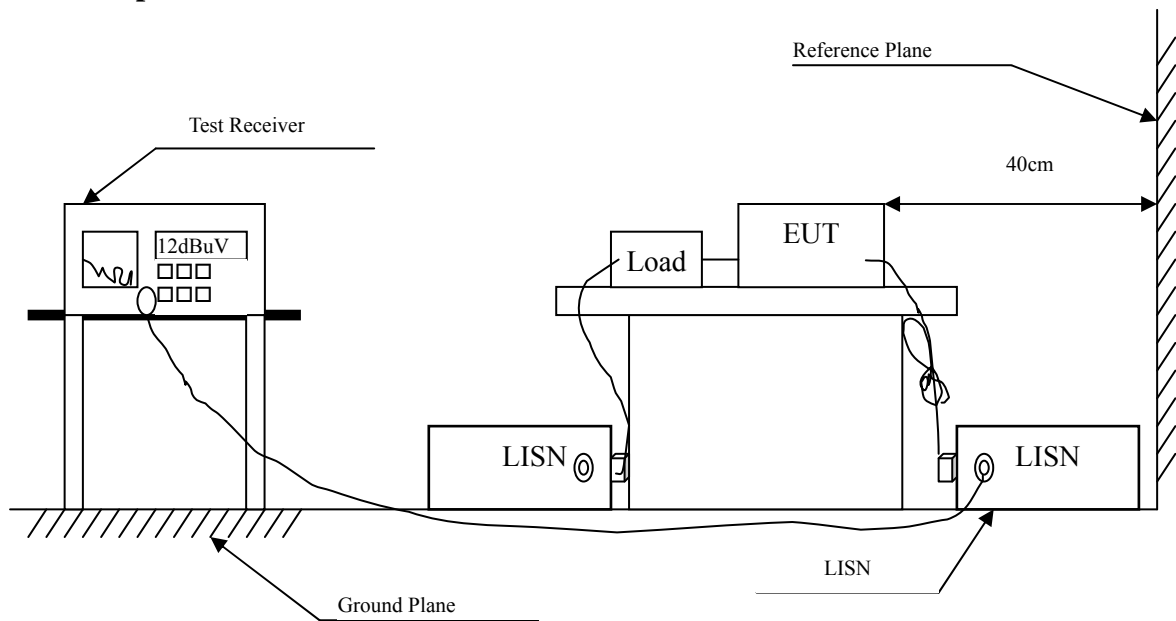 Reference Plane
Test Receiver
40cm
12dBuV
EUT
Load
LISN
LISN
LISN
Ground Plane